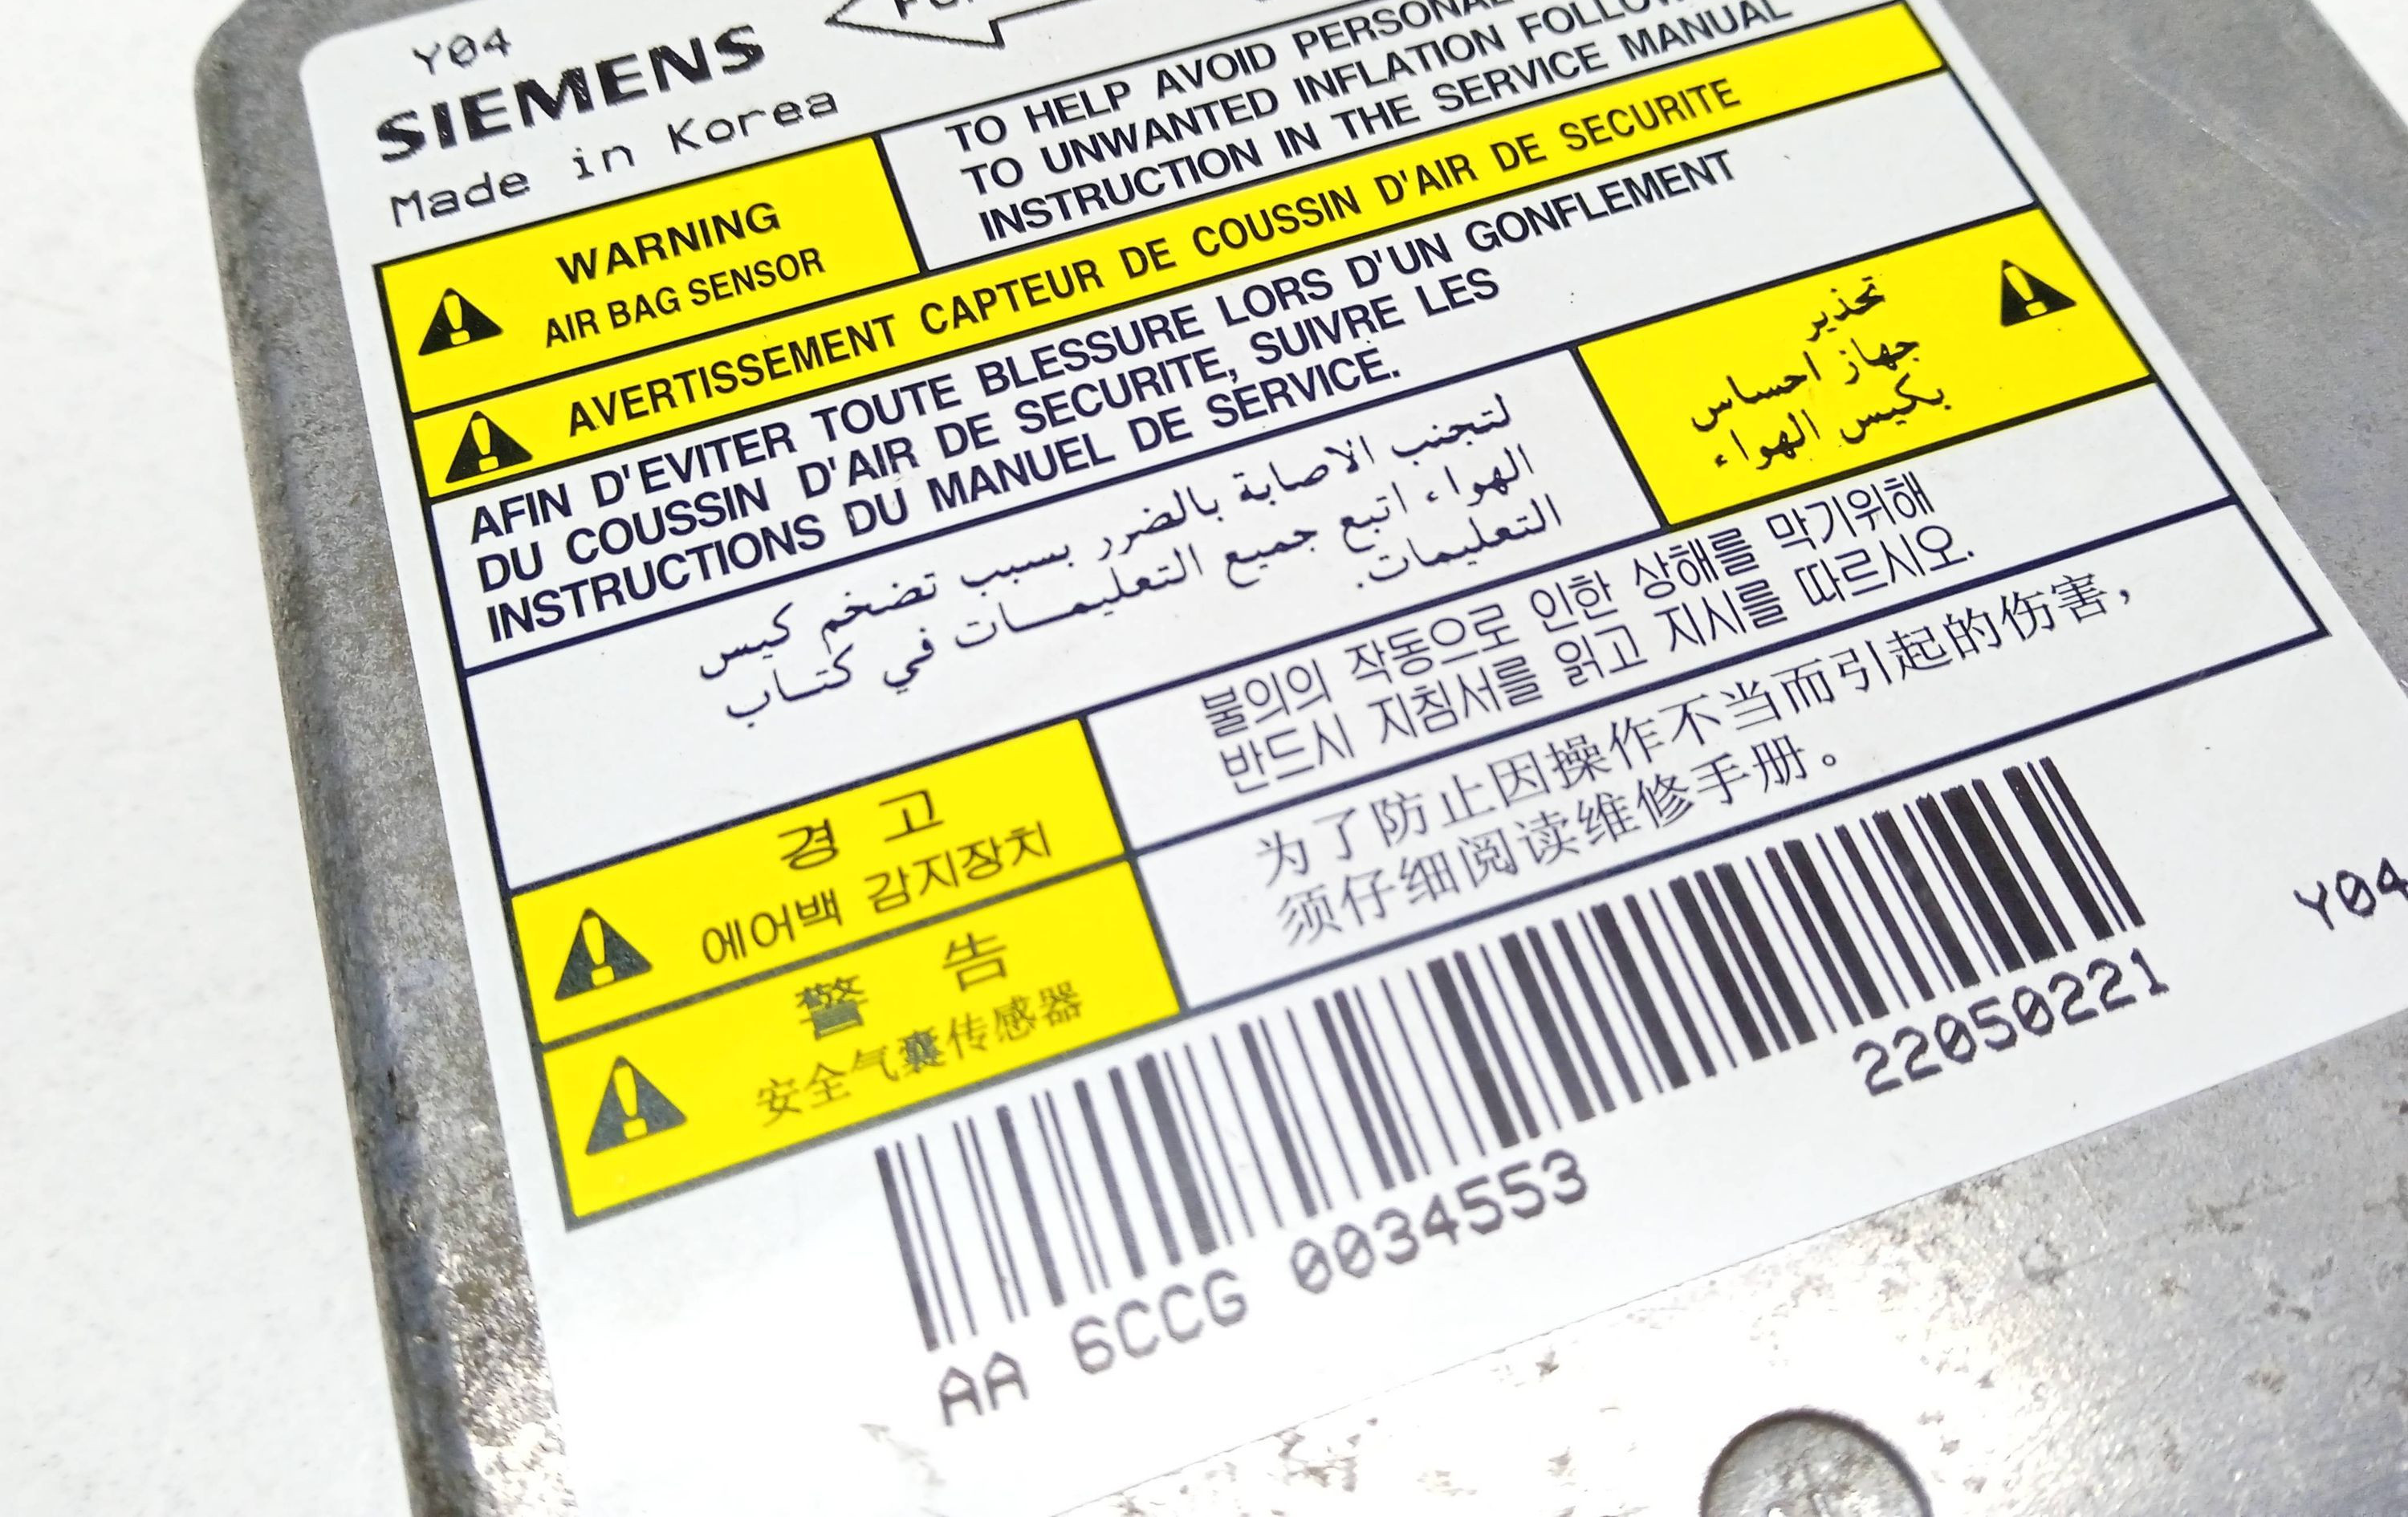 Y04
SIEMENS
Made in Korea
WARNING
AIR BAG SENSOR
TO HELP AVOID PERSONAL
TO UNWANTED INFLATION FOLLOW
INSTRUCTION IN THE SERVICE MANUAL
AVERTISSEMENT CAPTEUR DE COUSSIN D'AIR DE SECURITE
AFIN D'EVITER TOUTE BLESSURE LORS D'UN GONFLEMENT
DU COUSSIN D'AIR DE SECURITE, SUIVRE LES
INSTRUCTIONS DU MANUEL DE SERVICE.
تحذير
جهاز احساس
بكيس الهواء
لتجنب الاصابة بالضرر بسبب تضخم كيس
الهواء اتبع جميع التعليمات في كتاب
التعليمات.
경 고
에어백 감지장치
불의의 작동으로 인한 상해를 막기위해
반드시 지침서를 읽고 지시를 따르시오.
警 告
安全气囊传感器
为了防止因操作不当而引起的伤害,
须仔细阅读维修手册。
AA 6CCG 0034553
22050221
Y04